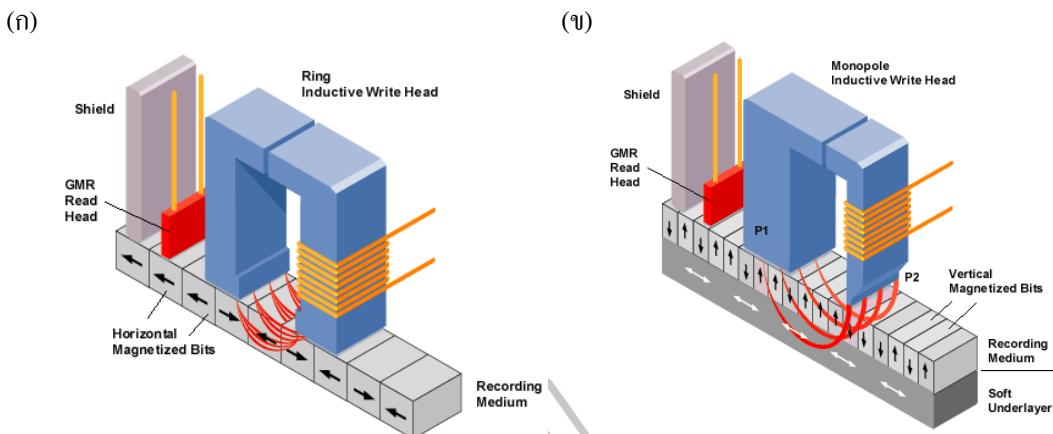 (ก)
Ring
Inductive Write Head
Shield
GMR
Read
Head
Horizontal
Magnetized Bits
Recording
Medium
(ข)
Monopole
Inductive Write Head
Shield
GMR
Read
Head
P1
P2
Vertical
Magnetized Bits
Recording
Medium
Soft
Underlayer